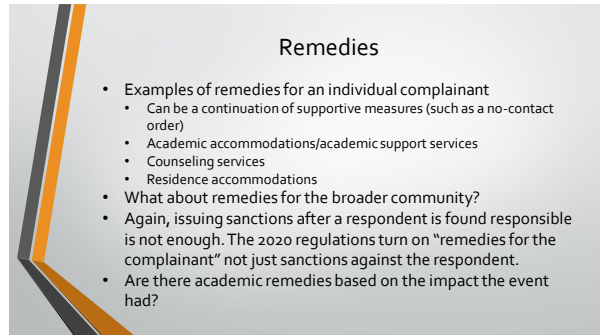 Remedies
• Examples of remedies for an individual complainant
• Can be a continuation of supportive measures (such as a no-contact
order)
• Academic accommodations/academic support services
• Counseling services
• Residence accommodations
• What about remedies for the broader community?
• Again, issuing sanctions after a respondent is found responsible
is not enough. The 2020 regulations turn on “remedies for the
complainant” not just sanctions against the respondent.
• Are there academic remedies based on the impact the event
had?